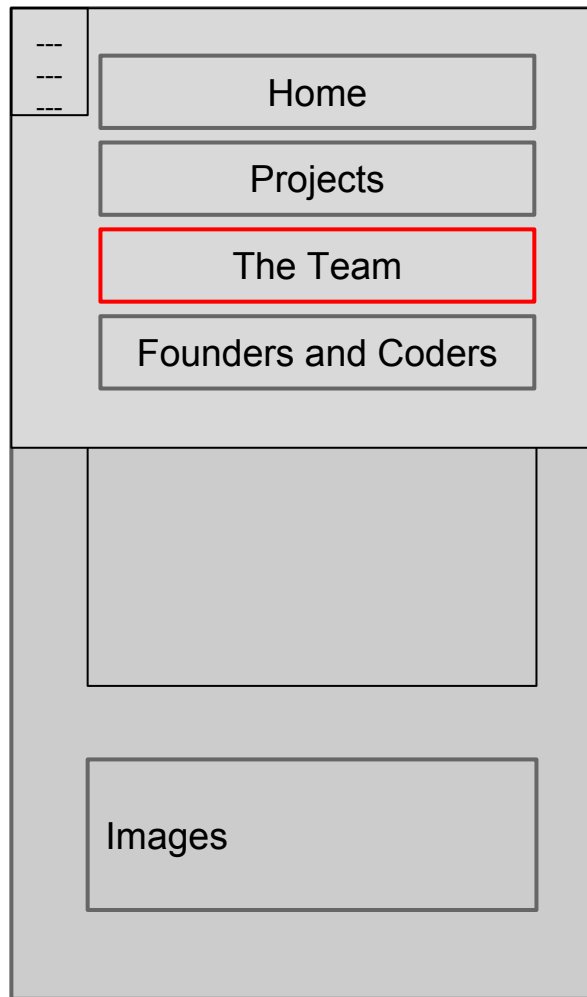 ---
---
---
Home
Projects
The Team
Founders and Coders
Images